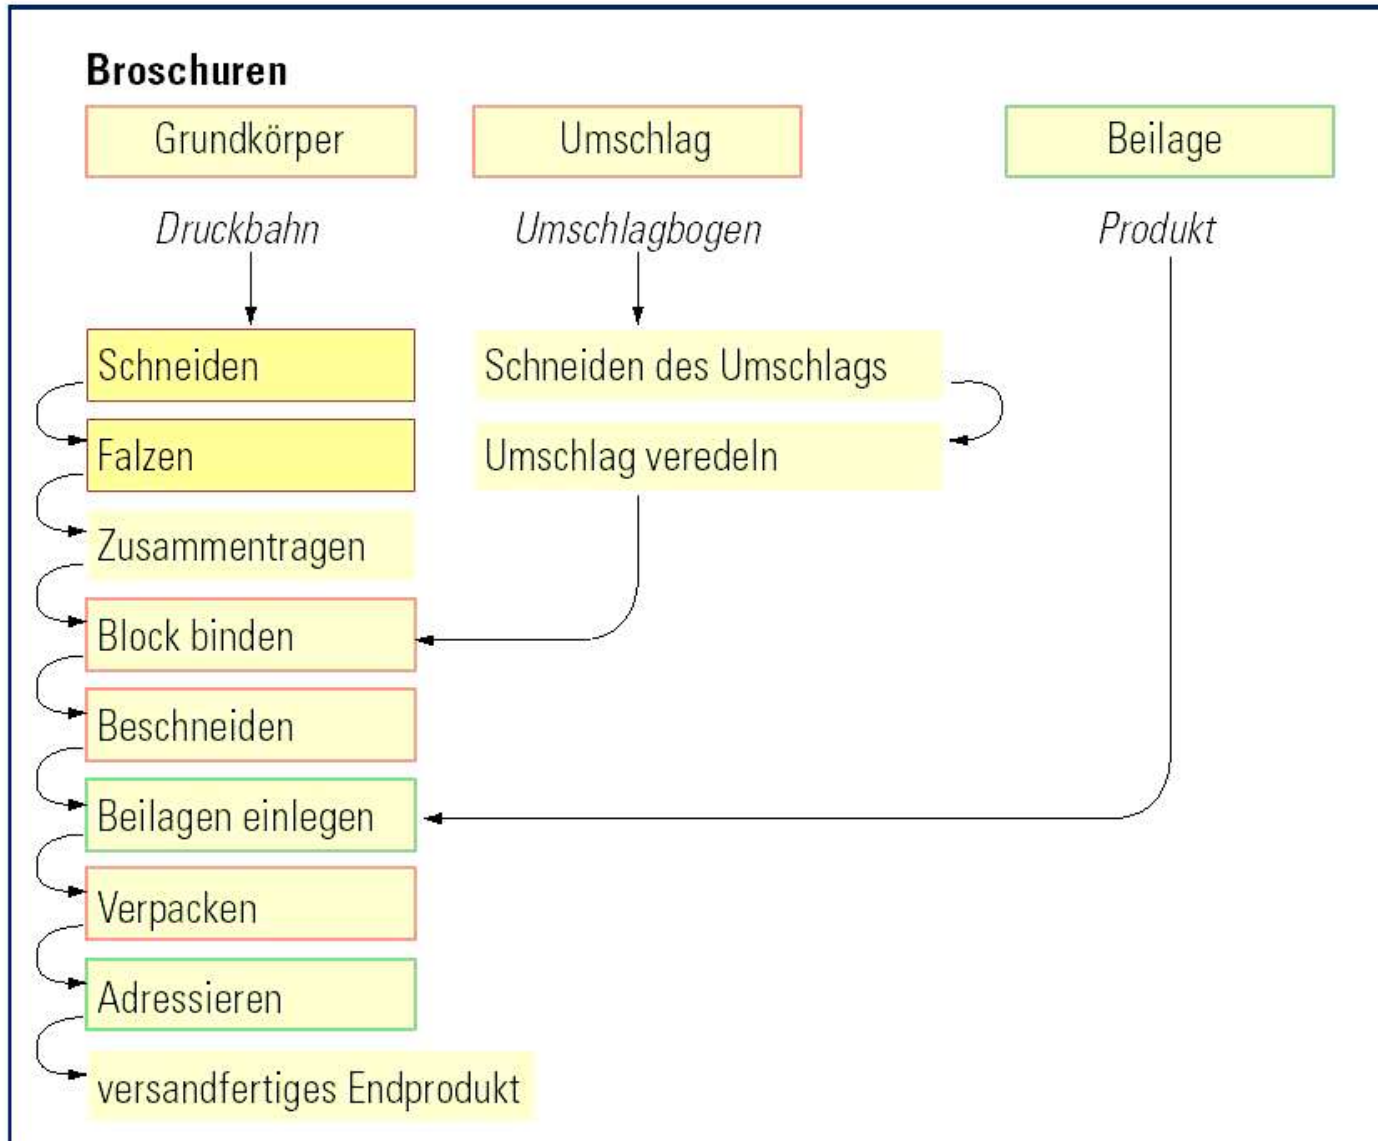 Broschuren
Grundkörper
Umschlag
Beilage
Druckbahn
Umschlagbogen
Produkt
Schneiden
Schneiden des Umschlags
Falzen
Umschlag veredeln
Zusammentragen
Block binden
Beschneiden
Beilagen einlegen
Verpacken
Adressieren
versandfertiges Endprodukt